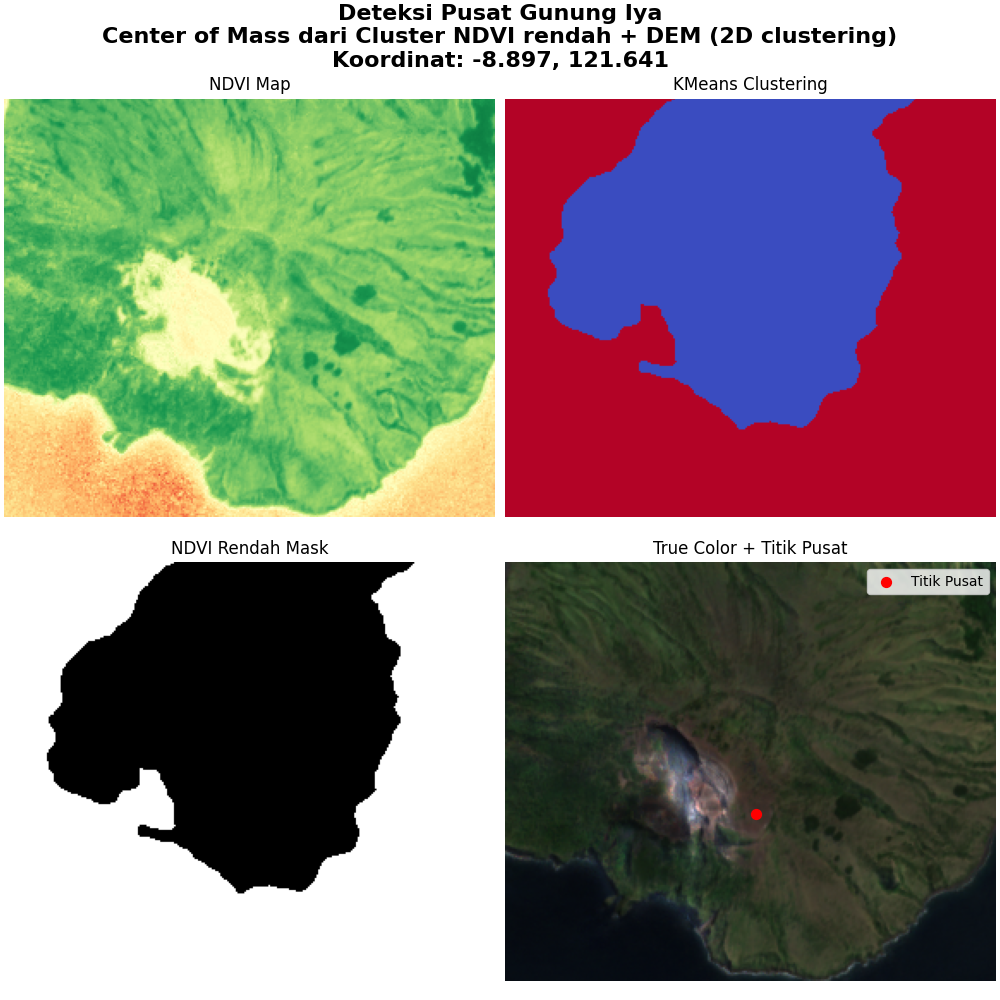 Deteksi Pusat Gunung Iya
Center of Mass dari Cluster NDVI rendah + DEM (2D clustering)
Koordinat: -8.897, 121.641
NDVI Map
KMeans Clustering
NDVI Rendah Mask
True Color + Titik Pusat
Titik Pusat